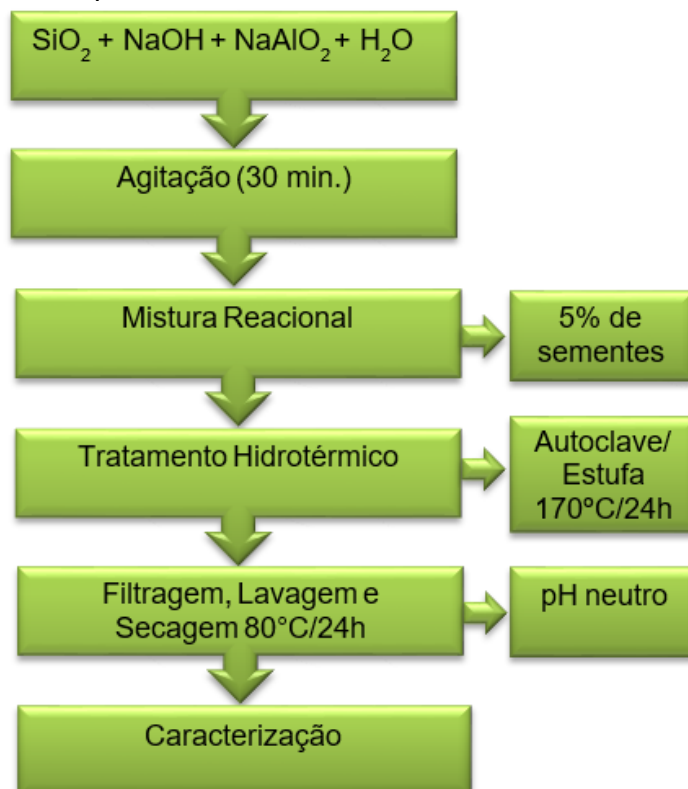 SiO₂ + NaOH + NaAlO₂ + H₂O
Agitação (30 min.)
Mistura Reacional
5% de
sementes
Tratamento Hidrotérmico
Autoclave/
Estufa
170ºC/24h
Filtragem, Lavagem e
Secagem 80°C/24h
pH neutro
Caracterização